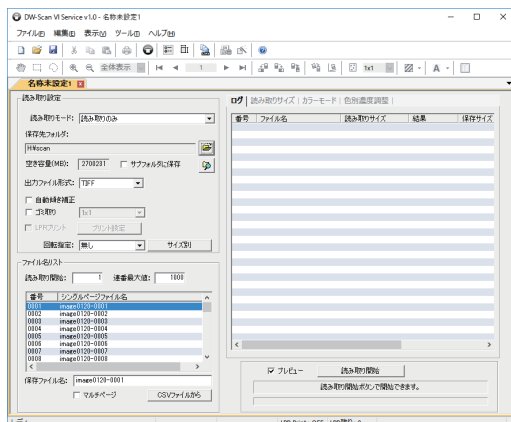 DW-Scan VI Service v1.0 - 名称未設定1
ファイル(F) 編集(E) 表示(V) ツール(T) ヘルプ(H)
全体表示 1 1x1 A
名称未設定1
読み取り設定
読み取りモード: 読み取りのみ
保存先フォルダ:
H:¥scan
空き容量(MB): 2700231 サブフォルダに保存
出力ファイル形式: TIFF
自動傾き補正
ゴミ取り 1x1
LPRプリント プリント設定
回転指定: 無し サイズ別
ファイル名リスト
読み取り開始: 1 連番最大値: 1000
番号 シングルページファイル名
0001 image0120-0001
0002 image0120-0002
0003 image0120-0003
0004 image0120-0004
0005 image0120-0005
0006 image0120-0006
0007 image0120-0007
0008 image0120-0008
保存ファイル名: image0120-0001
マルチページ CSVファイルから
ログ 読み取りサイズ カラーモード 色別濃度調整
番号 ファイル名 読み取りサイズ 結果 保存サイズ
プレビュー 読み取り開始
読み取り開始ボタンで開始できます。